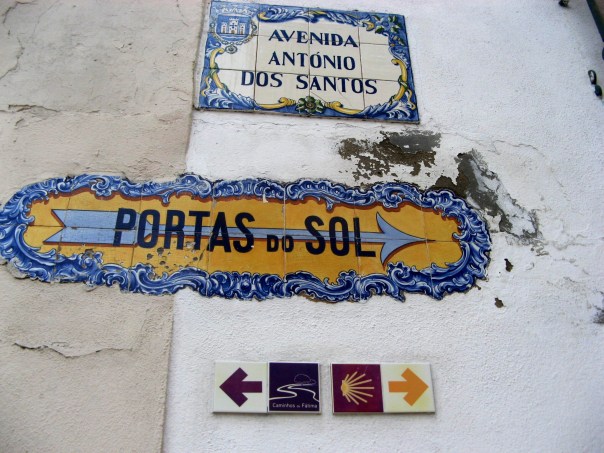 AVENIDA
ANTÓNIO
DOS SANTOS
PORTAS DO SOL
Caminhos de Fátima